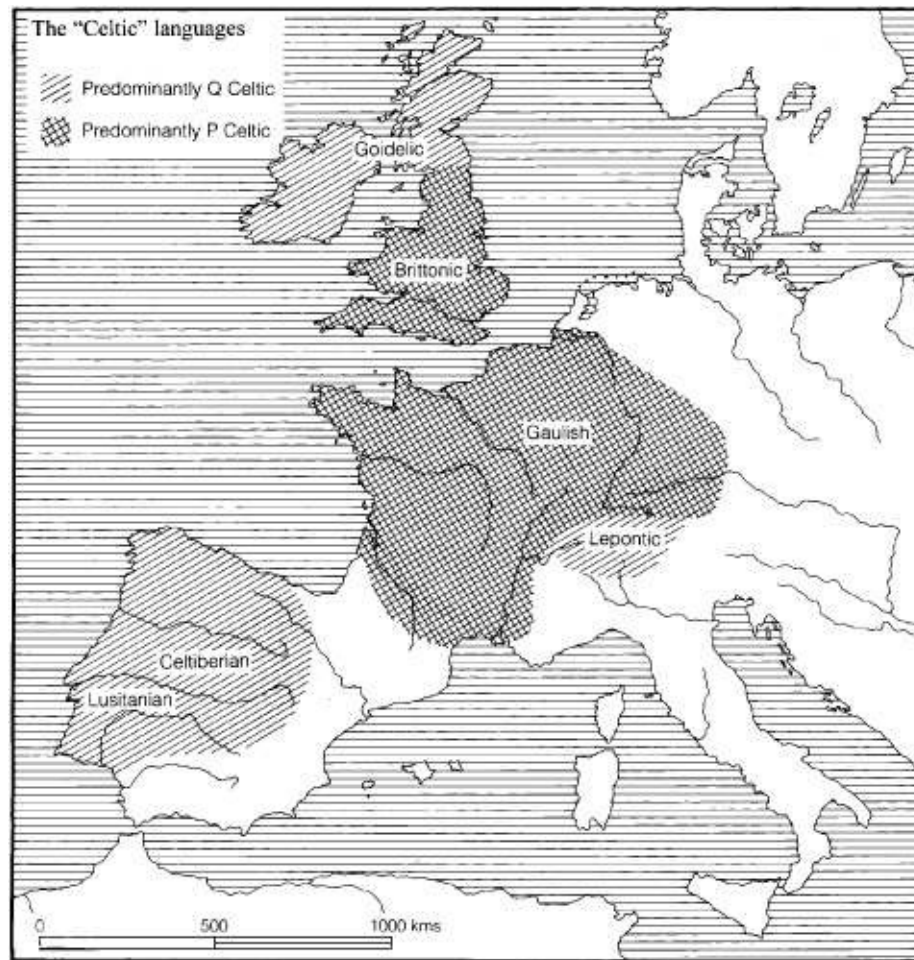 The “Celtic” languages
Predominantly Q Celtic
Predominantly P Celtic
Goidelic
Brittonic
Gaulish
Lepontic
Celtiberian
Lusitanian
0 500 1000 kms